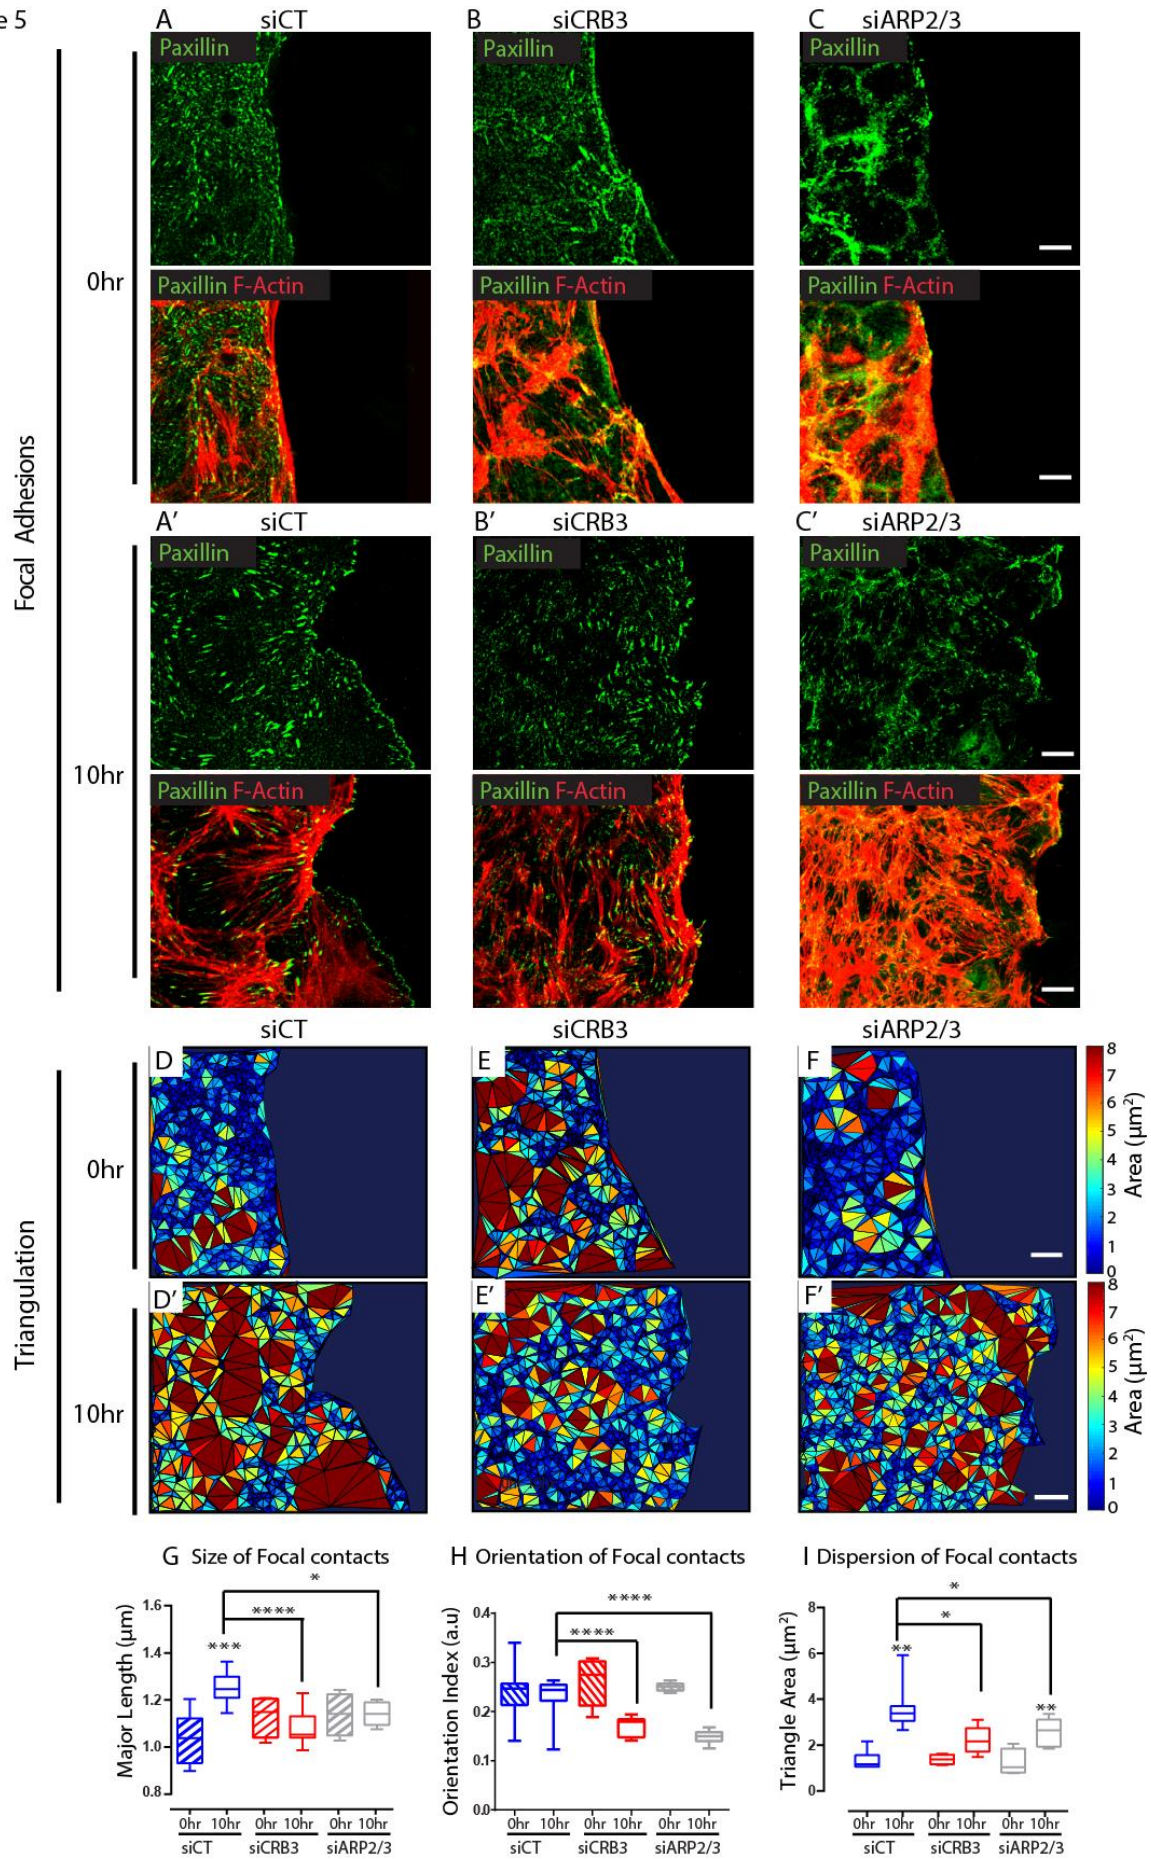 e 5
A siCT
B siCRB3
C siARP2/3
Paxillin
Paxillin
Paxillin
0hr
Paxillin F-Actin
Paxillin F-Actin
Paxillin F-Actin
Focal Adhesions
A′ siCT
B′ siCRB3
C′ siARP2/3
Paxillin
Paxillin
Paxillin
10hr
Paxillin F-Actin
Paxillin F-Actin
Paxillin F-Actin
siCT
siCRB3
siARP2/3
D
E
F
8
7
6
5
4
3
2
1
0
Area (µm²)
0hr
Triangulation
D′
E′
F′
8
7
6
5
4
3
2
1
0
Area (µm²)
10hr
G Size of Focal contacts
Major Length (µm)
1.6
1.4
1.2
1.0
0.8
***
****
*
0hr 10hr 0hr 10hr 0hr 10hr
siCT siCRB3 siARP2/3
H Orientation of Focal contacts
Orientation Index (a.u)
0.4
0.3
0.2
0.1
0.0
****
****
0hr 10hr 0hr 10hr 0hr 10hr
siCT siCRB3 siARP2/3
I Dispersion of Focal contacts
Triangle Area (µm²)
8
6
4
2
0
*
*
**
**
0hr 10hr 0hr 10hr 0hr 10hr
siCT siCRB3 siARP2/3